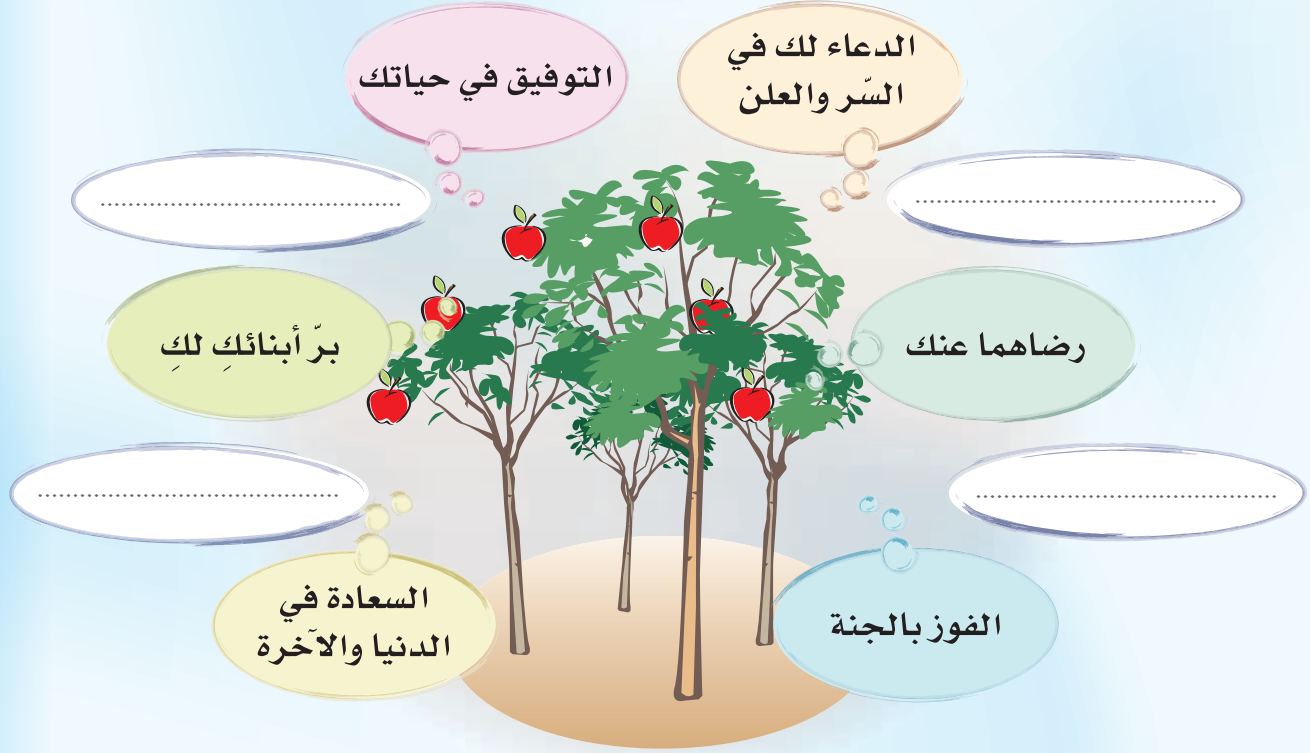 الدعاء لك في
السّر والعلن
التوفيق في حياتك
........................................
........................................
رضاهما عنك
برّ أبنائكِ لكِ
........................................
........................................
الفوز بالجنة
السعادة في
الدنيا والآخرة